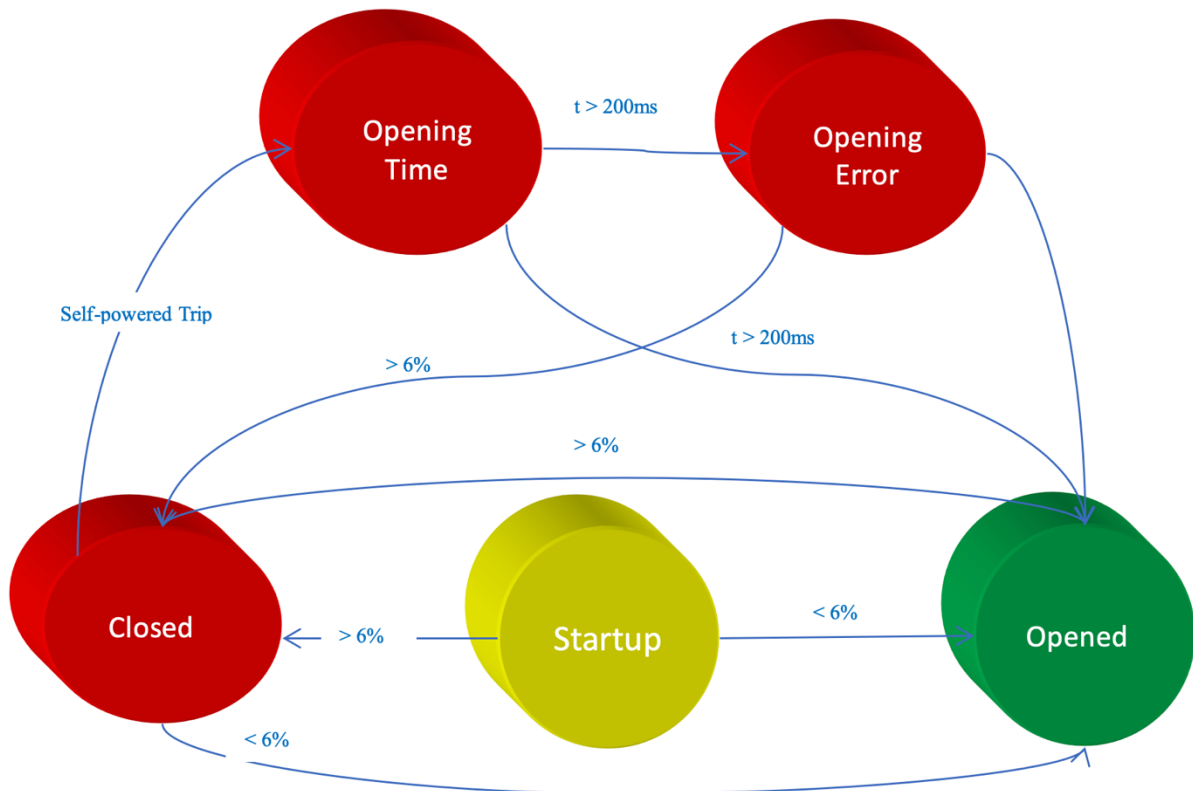 t > 200ms
Opening
Time
Opening
Error
Self-powered Trip
t > 200ms
> 6%
> 6%
< 6%
Closed
> 6%
Startup
Opened
< 6%